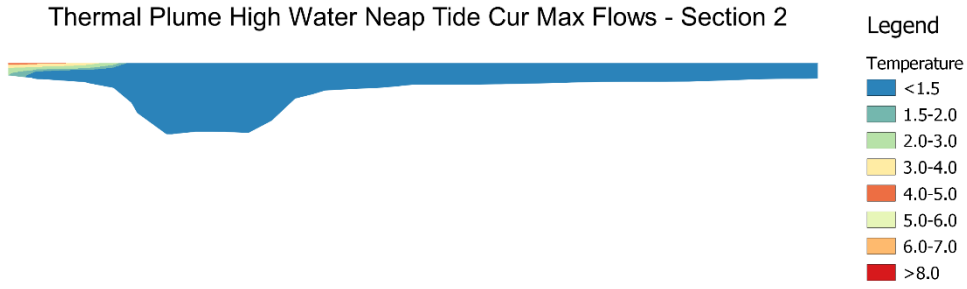 Thermal Plume High Water Neap Tide Cur Max Flows - Section 2
Legend
Temperature
<1.5
1.5-2.0
2.0-3.0
3.0-4.0
4.0-5.0
5.0-6.0
6.0-7.0
>8.0